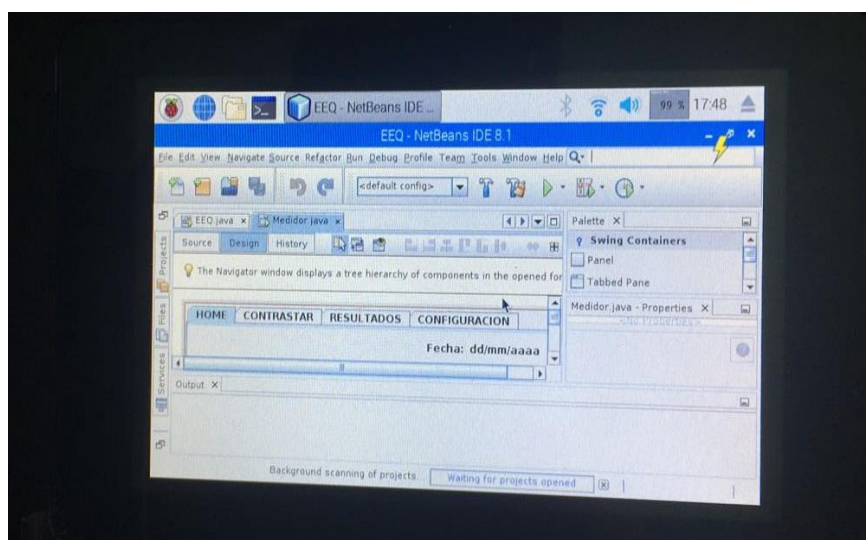 EEQ - NetBeans IDE ...
99 % 17:48
EEQ - NetBeans IDE 8.1
File Edit View Navigate Source Refactor Run Debug Profile Team Tools Window Help
<default config>
EEQ.java Medidor.java
Palette
Source Design History
Swing Containers
The Navigator window displays a tree hierarchy of components in the opened for
Panel
Tabbed Pane
Medidor.java - Properties
<No Properties>
HOME CONTRASTAR RESULTADOS CONFIGURACION
Fecha: dd/mm/aaaa
Output
Projects
Files
Services
Background scanning of projects Waiting for projects opened